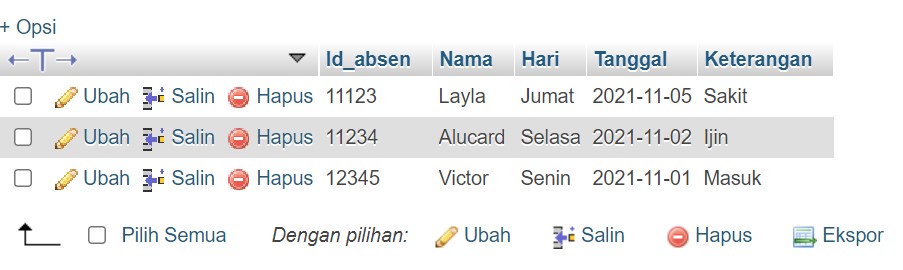 + Opsi
←T→ Id_absen Nama Hari Tanggal Keterangan
Ubah Salin Hapus 11123 Layla Jumat 2021-11-05 Sakit
Ubah Salin Hapus 11234 Alucard Selasa 2021-11-02 Ijin
Ubah Salin Hapus 12345 Victor Senin 2021-11-01 Masuk
Pilih Semua Dengan pilihan: Ubah Salin Hapus Ekspor